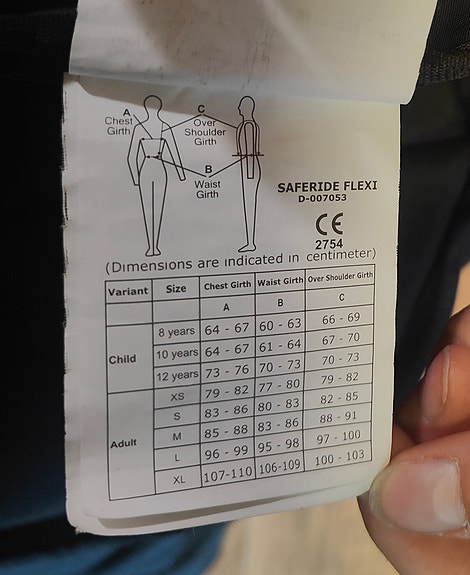 A
Chest
Girth
C
Over
Shoulder
Girth
B
Waist
Girth
SAFERIDE FLEXI
D-007053
CE
2754
(Dimensions are indicated in centimeter)
Variant Size Chest Girth Waist Girth Over Shoulder Girth
A B C
Child
8 years 64 - 67 60 - 63 66 - 69
10 years 64 - 67 61 - 64 67 - 70
12 years 73 - 76 70 - 73 70 - 73
Adult
XS 79 - 82 77 - 80 79 - 82
S 83 - 86 80 - 83 82 - 85
M 85 - 88 83 - 86 88 - 91
L 96 - 99 95 - 98 97 - 100
XL 107-110 106-109 100 - 103